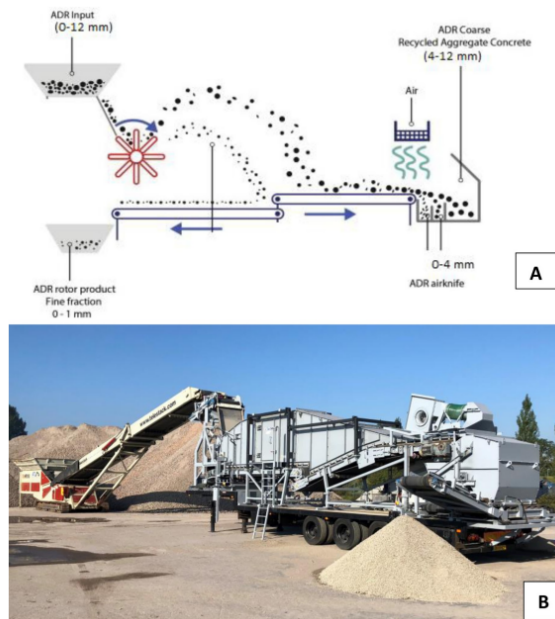 ADR Input
(0-12 mm)
ADR Coarse
Recycled Aggregate Concrete
(4-12 mm)
Air
0-4 mm
ADR airknife
ADR rotor product
Fine fraction
0 - 1 mm
A
B